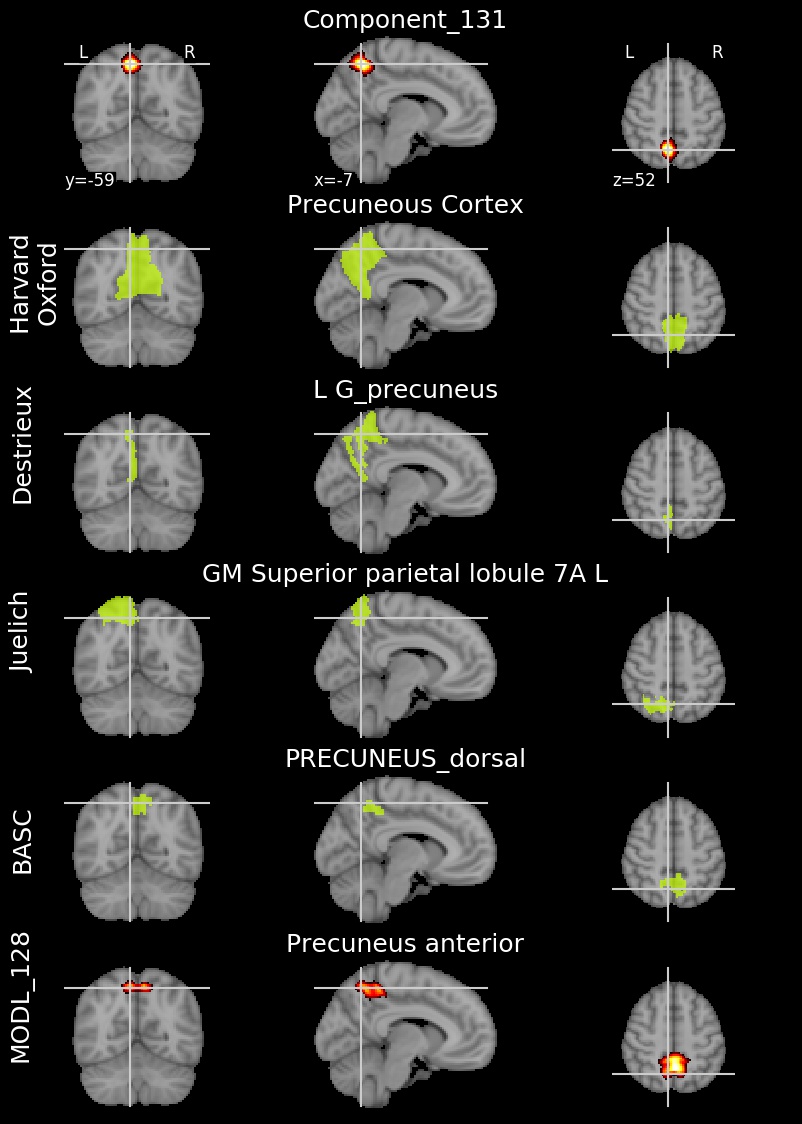 Component_131
L R
L R
y=-59
x=-7
z=52
Precuneous Cortex
Harvard
Oxford
L G_precuneus
Destrieux
GM Superior parietal lobule 7A L
Juelich
PRECUNEUS_dorsal
BASC
Precuneus anterior
MODL_128